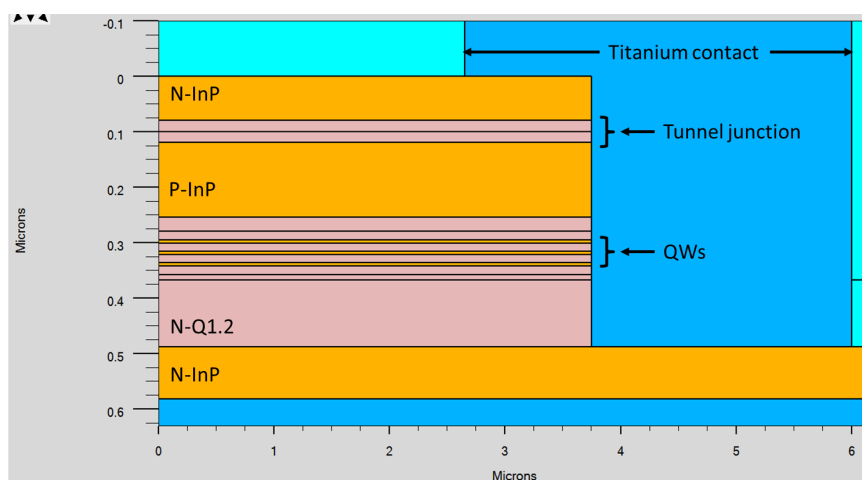 -0.1
Titanium contact
0
N-InP
0.1
Tunnel junction
P-InP
0.2
Microns
0.3
QWs
0.4
N-Q1.2
0.5
N-InP
0.6
0 1 2 3 4 5 6
Microns